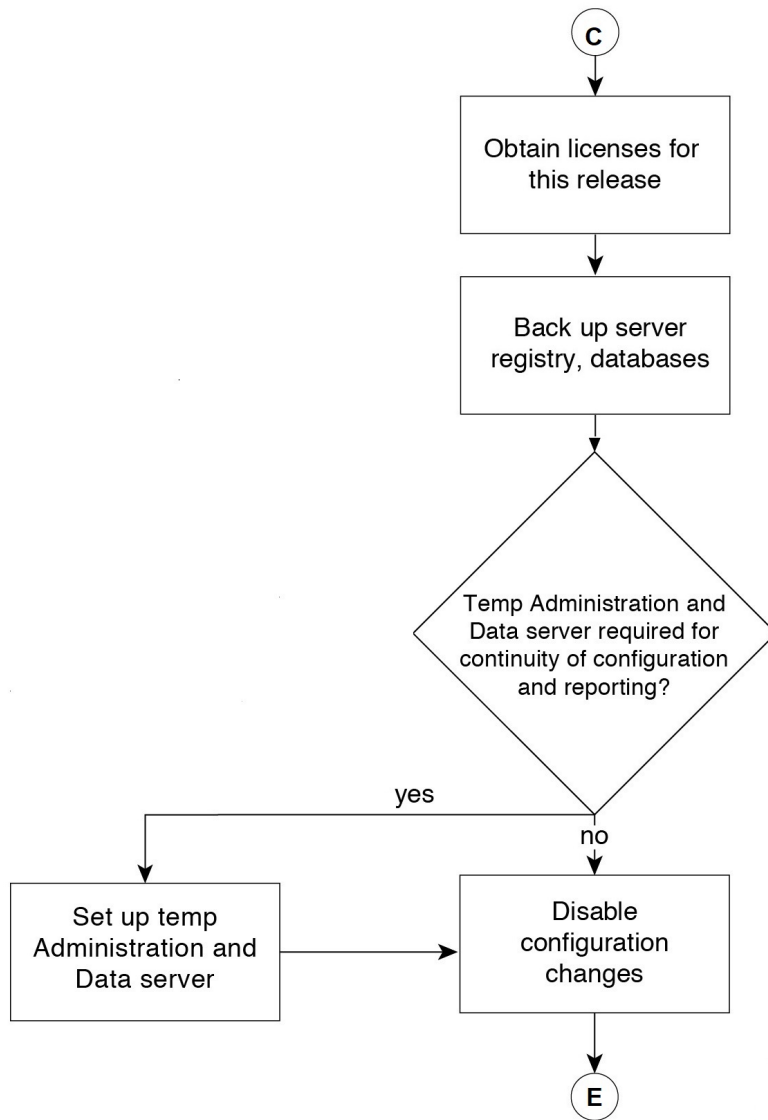 C
Obtain licenses for
this release
Back up server
registry, databases
Temp Administration and
Data server required for
continuity of configuration
and reporting?
yes
no
Set up temp
Administration and
Data server
Disable
configuration
changes
E